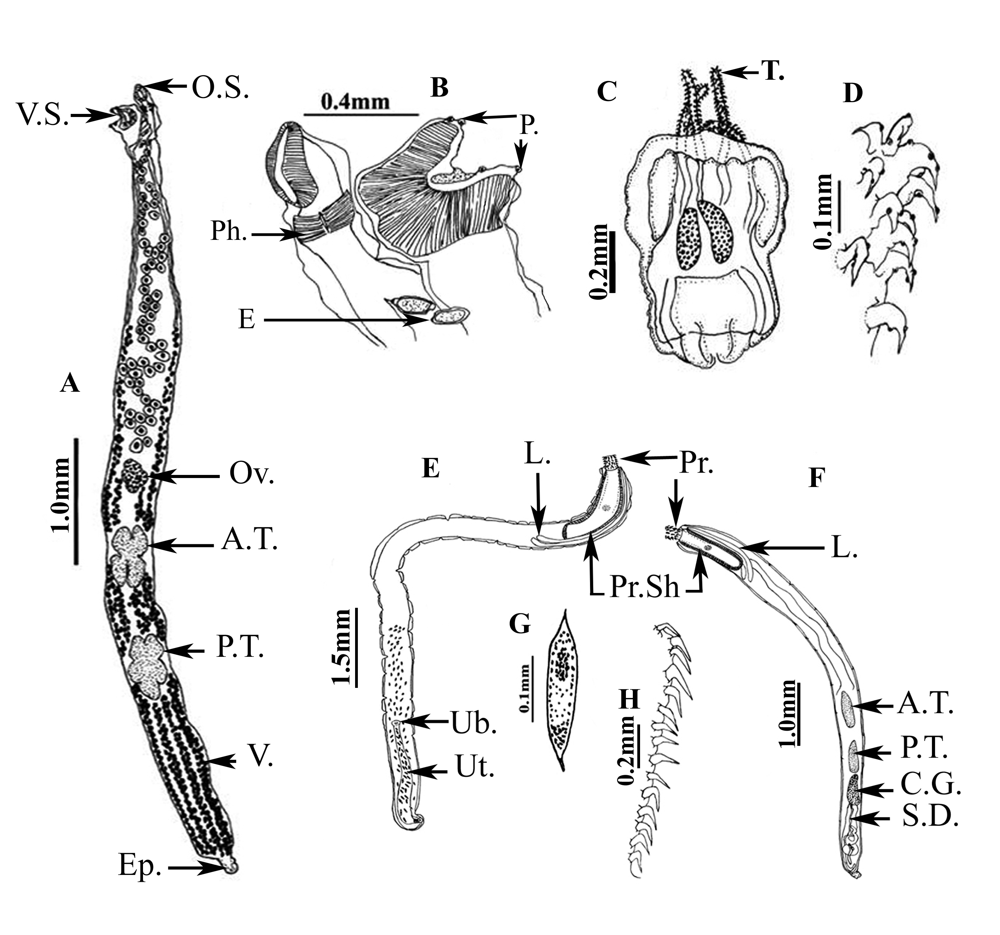 O.S.
V.S.
A
1.0mm
Ov.
A.T.
P.T.
V.
Ep.
B
0.4mm
P.
Ph.
E
C
T.
0.2mm
D
0.1mm
E
L.
Pr.
Pr.Sh
1.5mm
Ub.
Ut.
F
L.
A.T.
P.T.
C.G.
S.D.
1.0mm
G
0.1mm
H
0.2mm